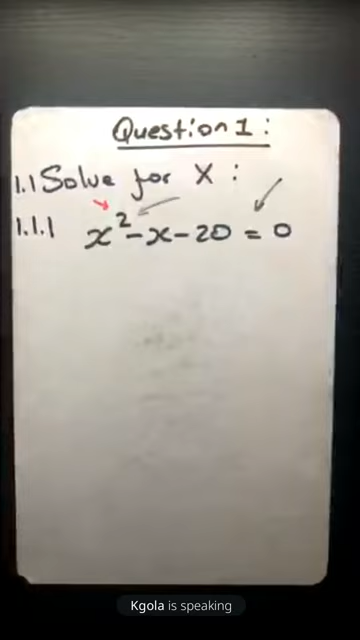 Question 1 :
1.1 Solve for X :
1.1.1 x² - x - 20 = 0
Kgola is speaking